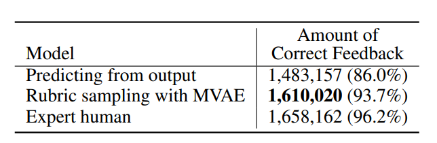 Amount of
Model Correct Feedback
Predicting from output 1,483,157 (86.0%)
Rubric sampling with MVAE 1,610,020 (93.7%)
Expert human 1,658,162 (96.2%)